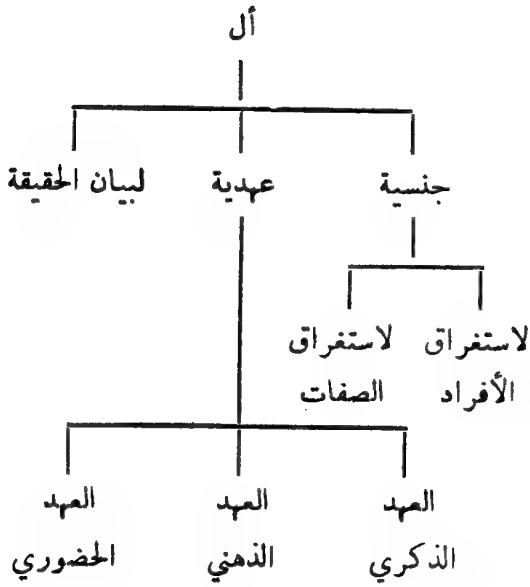 أل
جنسية
عهدية
لبيان الحقيقة
لاستغراق
الأفراد
لاستغراق
الصفات
العهد
الذكري
العهد
الذهني
العهد
الحضوري